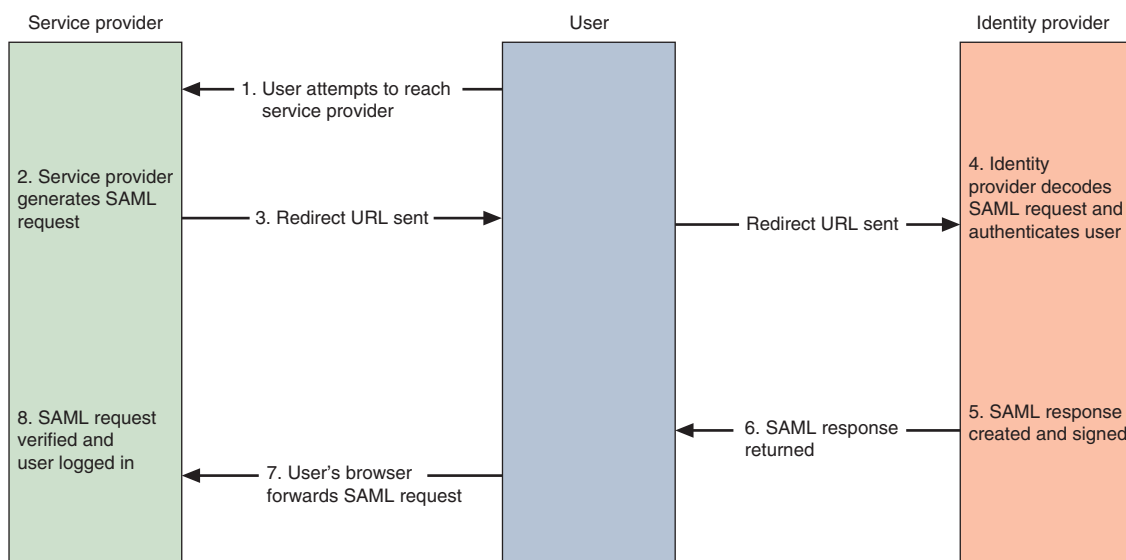 Service provider
User
Identity provider
1. User attempts to reach
service provider
2. Service provider
generates SAML
request
3. Redirect URL sent
Redirect URL sent
4. Identity
provider decodes
SAML request and
authenticates user
5. SAML response
created and signed
6. SAML response
returned
7. User's browser
forwards SAML request
8. SAML request
verified and
user logged in